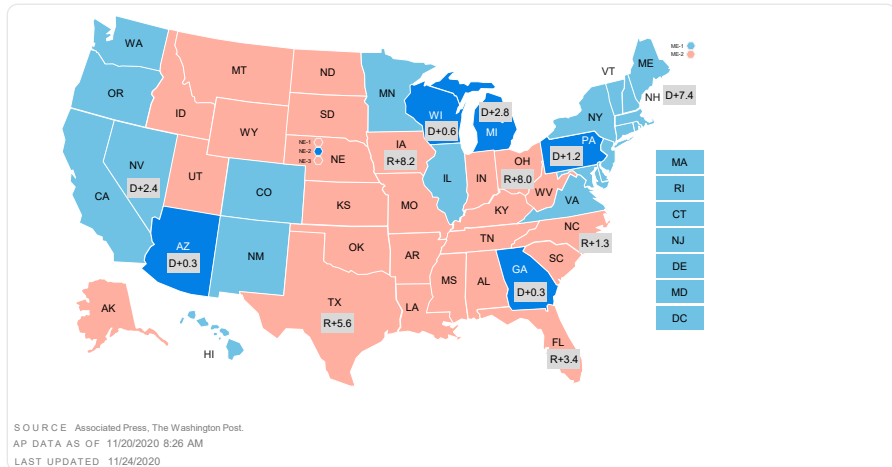 WA
ME-1
ME-2
VT
ME
MT
ND
OR
MN
NH D+7.4
ID
SD
WI
D+0.6
D+2.8
MI
NY
WY
NE-1
NE-2
NE-3
NE
IA
R+8.2
PA
D+1.2
NV
D+2.4
UT
CO
IL
IN
OH
R+8.0
WV
VA
CA
KS
MO
KY
AZ
D+0.3
NM
OK
AR
TN
NC
R+1.3
SC
MS
AL
GA
D+0.3
TX
R+5.6
LA
AK
HI
FL
R+3.4
MA
RI
CT
NJ
DE
MD
DC
SOURCE Associated Press, The Washington Post.
AP DATA AS OF 11/20/2020 8:26 AM
LAST UPDATED 11/24/2020